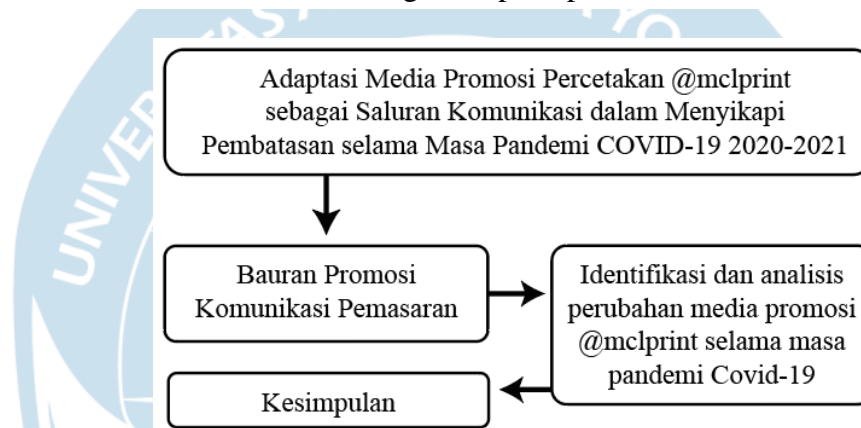 Adaptasi Media Promosi Percetakan @mclprint
sebagai Saluran Komunikasi dalam Menyikapi
Pembatasan selama Masa Pandemi COVID-19 2020-2021
Bauran Promosi
Komunikasi Pemasaran
Identifikasi dan analisis
perubahan media promosi
@mclprint selama masa
pandemi Covid-19
Kesimpulan